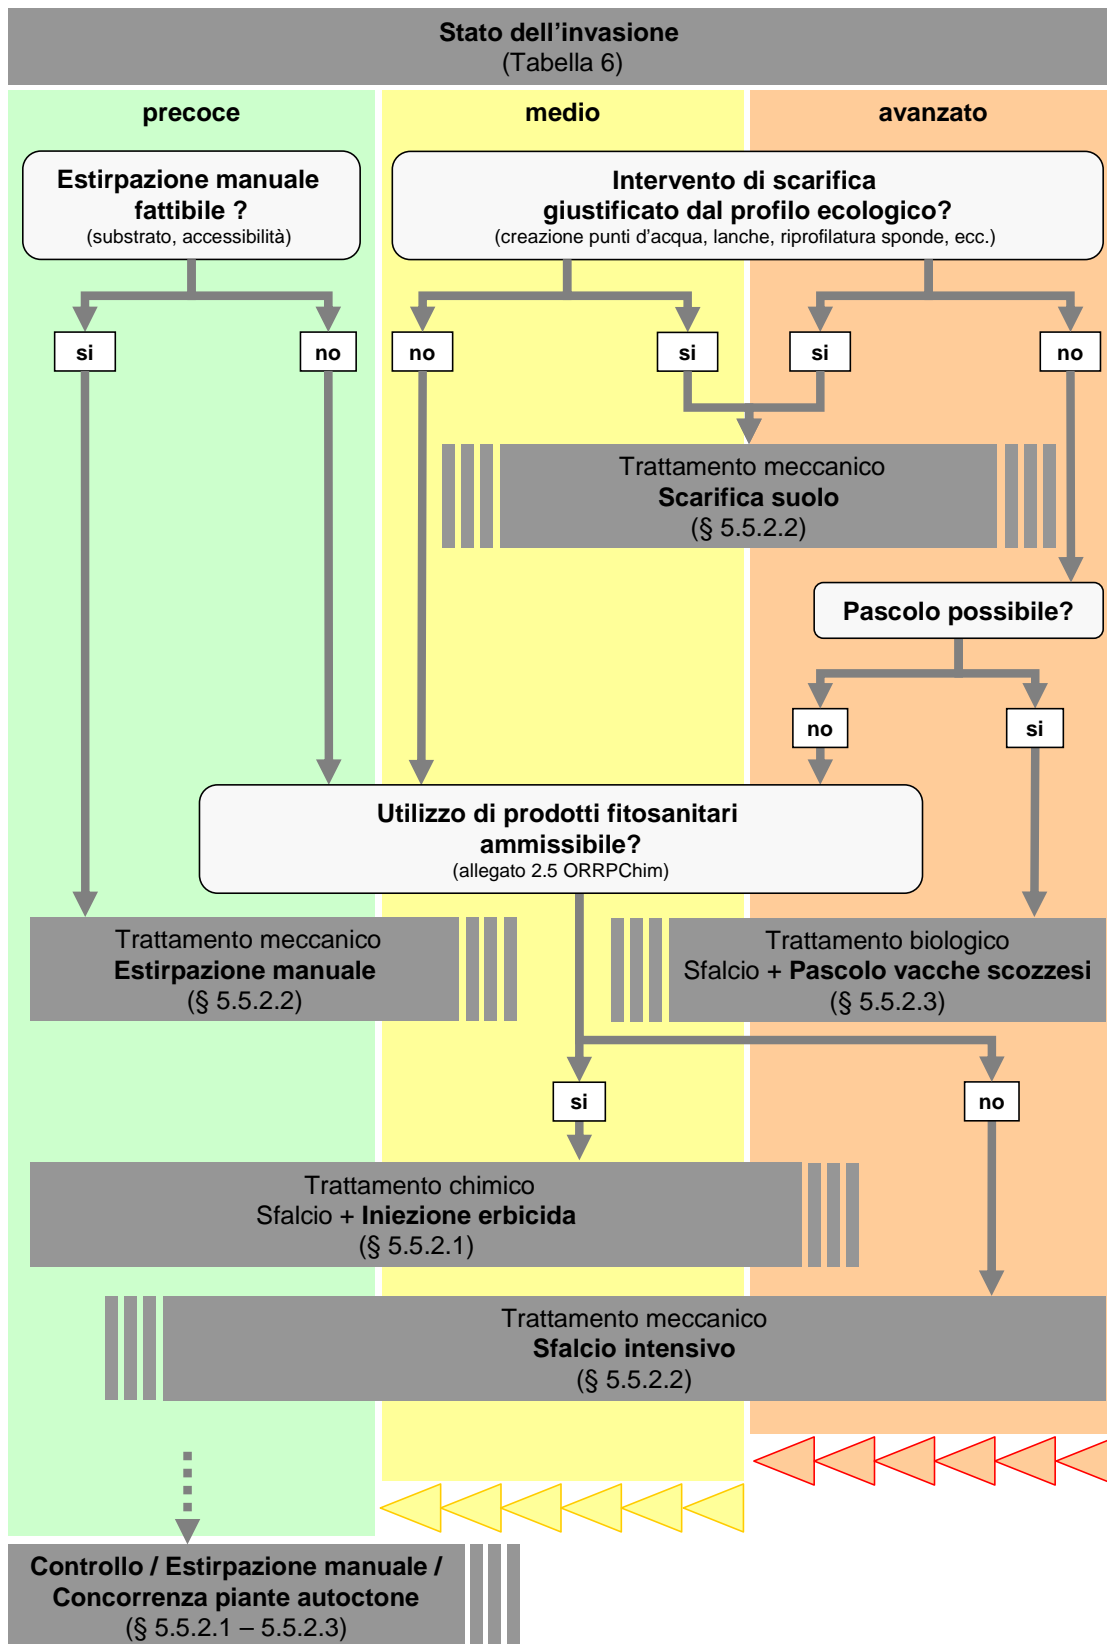 Stato dell'invasione
(Tabella 6)
precoce
medio
avanzato
Estirpazione manuale
fattibile ?
(substrato, accessibilità)
Intervento di scarifica
giustificato dal profilo ecologico?
(creazione punti d'acqua, lanche, riprofilatura sponde, ecc.)
si
no
no
si
si
no
Trattamento meccanico
Scarifica suolo
(§ 5.5.2.2)
Pascolo possibile?
no
si
Utilizzo di prodotti fitosanitari
ammissibile?
(allegato 2.5 ORRPChim)
Trattamento meccanico
Estirpazione manuale
(§ 5.5.2.2)
Trattamento biologico
Sfalcio + Pascolo vacche scozzesi
(§ 5.5.2.3)
si
no
Trattamento chimico
Sfalcio + Iniezione erbicida
(§ 5.5.2.1)
Trattamento meccanico
Sfalcio intensivo
(§ 5.5.2.2)
Controllo / Estirpazione manuale /
Concorrenza piante autoctone
(§ 5.5.2.1 – 5.5.2.3)